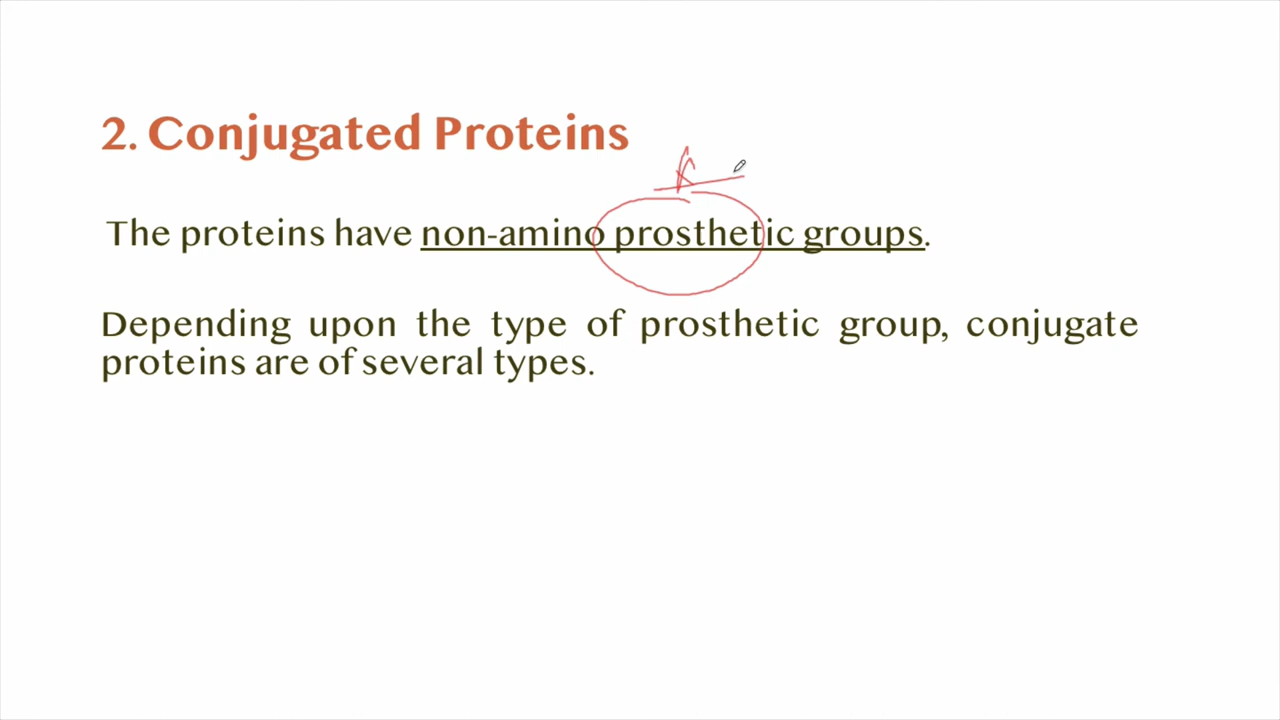 2. Conjugated Proteins
The proteins have non-amino prosthetic groups.
Depending upon the type of prosthetic group, conjugate
proteins are of several types.